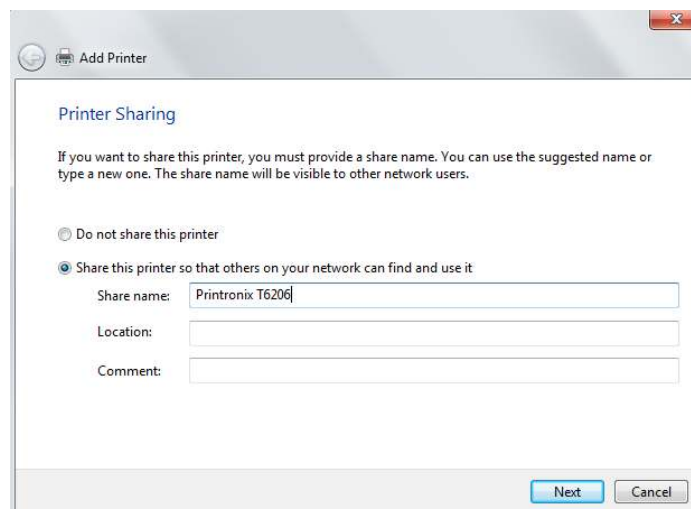 Add Printer
Printer Sharing
If you want to share this printer, you must provide a share name. You can use the suggested name or
type a new one. The share name will be visible to other network users.
Do not share this printer
Share this printer so that others on your network can find and use it
Share name: Printronix T6206
Location:
Comment:
Next Cancel